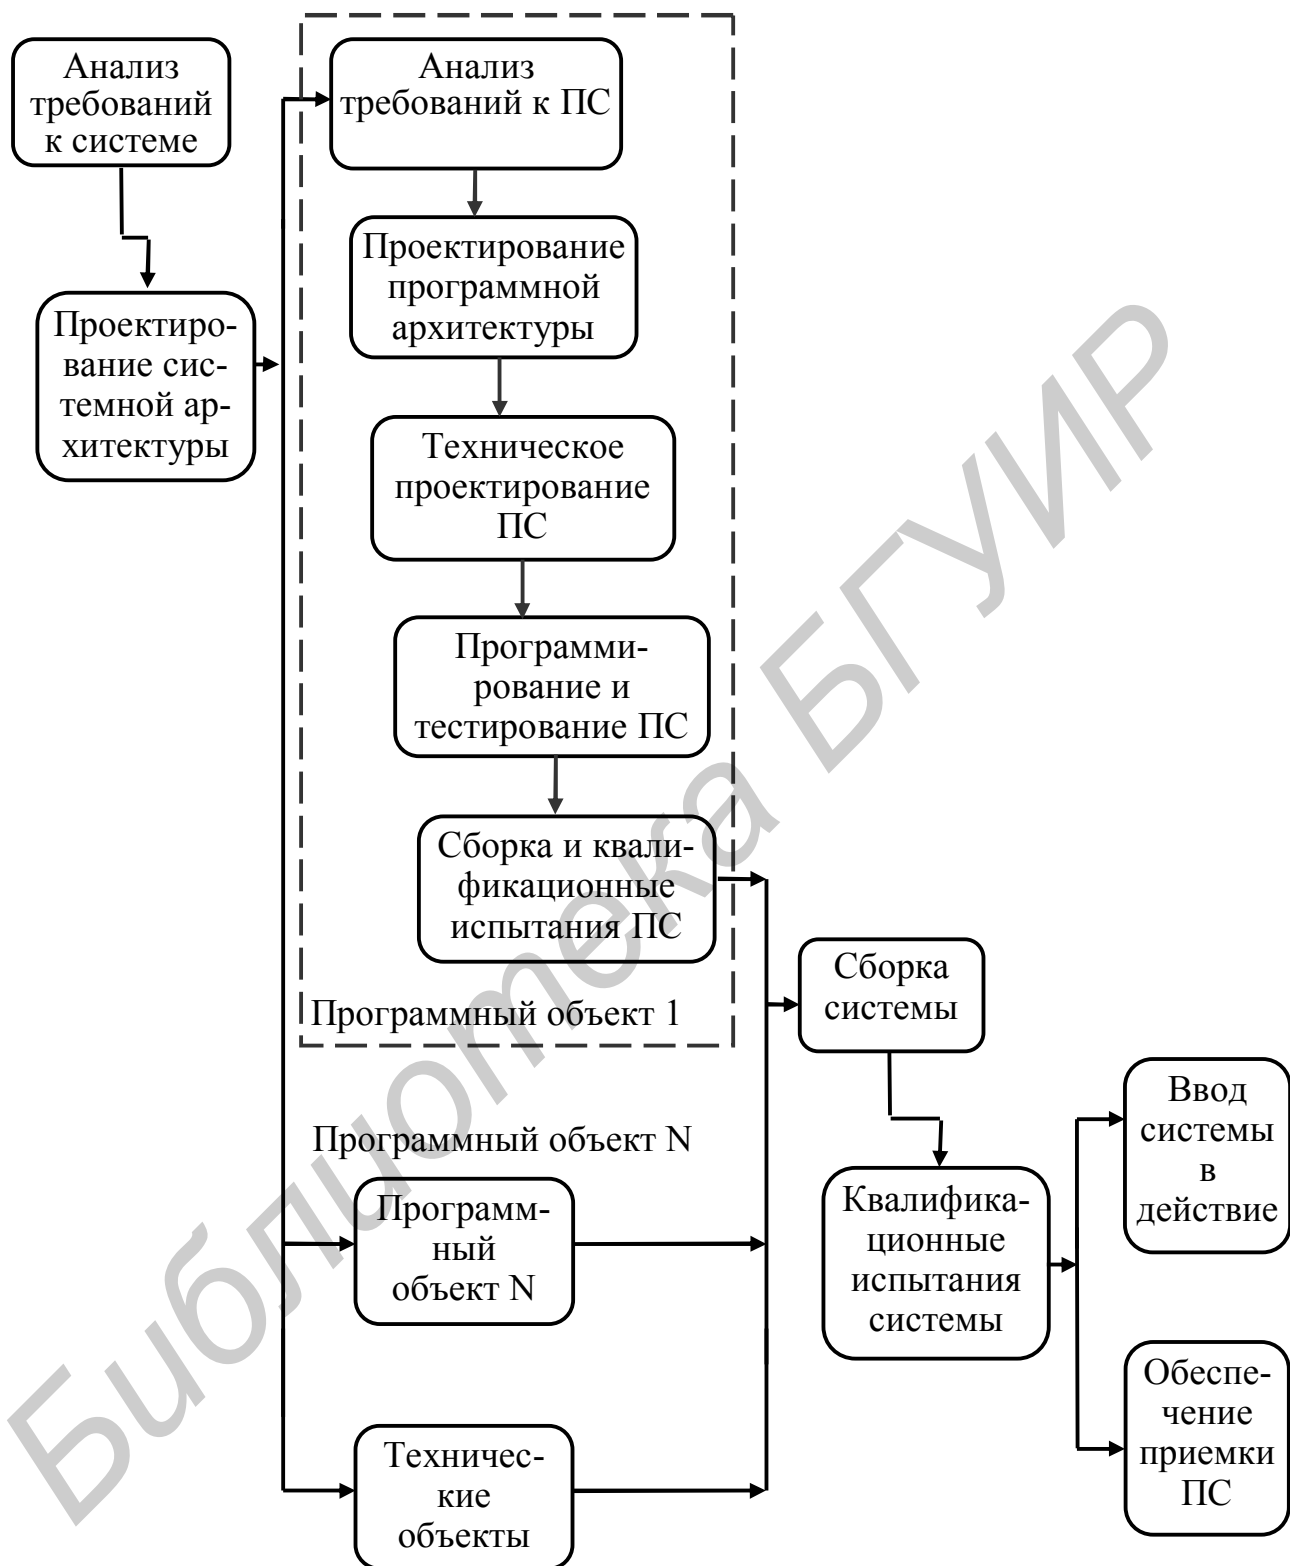 Анализ
требований
к системе
Проектиро-
вание сис-
темной ар-
хитектуры
Анализ
требований к ПС
Проектирование
программной
архитектуры
Техническое
проектирование
ПС
Программи-
рование и
тестирование ПС
Сборка и квали-
фикационные
испытания ПС
Программный объект 1
Программный объект N
Программ-
ный
объект N
Техничес-
кие
объекты
Сборка
системы
Квалифика-
ционные
испытания
системы
Ввод
системы
в
действие
Обеспе-
чение
приемки
ПС
Библиотека БГУИР